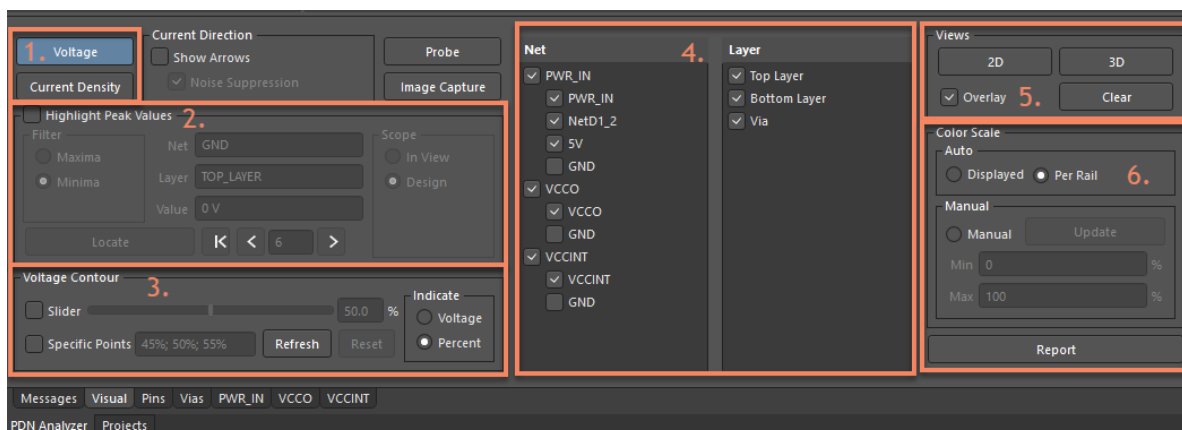 1. Voltage
Current Density
Current Direction
Show Arrows
Noise Suppression
Probe
Image Capture
Highlight Peak Values 2.
Filter
Maxima
Minima
Net GND
Layer TOP_LAYER
Value 0 V
Scope
In View
Design
Locate
6
Voltage Contour 3.
Slider 50.0 %
Specific Points 45%; 50%; 55% Refresh Reset
Indicate
Voltage
Percent
Net 4.
PWR_IN
PWR_IN
NetD1_2
5V
GND
VCCO
VCCO
GND
VCCINT
VCCINT
GND
Layer
Top Layer
Bottom Layer
Via
Views
2D 3D
Overlay 5. Clear
Color Scale
Auto
Displayed Per Rail 6.
Manual
Manual Update
Min 0 %
Max 100 %
Report
Messages Visual Pins Vias PWR_IN VCCO VCCINT
PDN Analyzer Projects